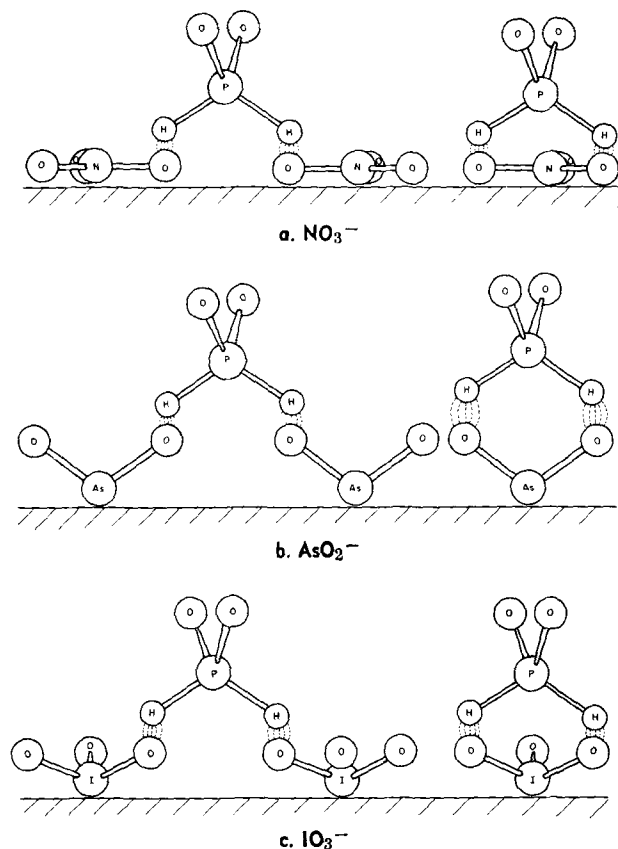 O O O O
P P
H H H H
O N O O N O O N O
a. NO₃⁻
O O O O
P P
H H H H
O O O O O O
As As As
b. AsO₂⁻
O O O O
P P
H H H H
O O O O O O O O O
I I I
c. IO₃⁻